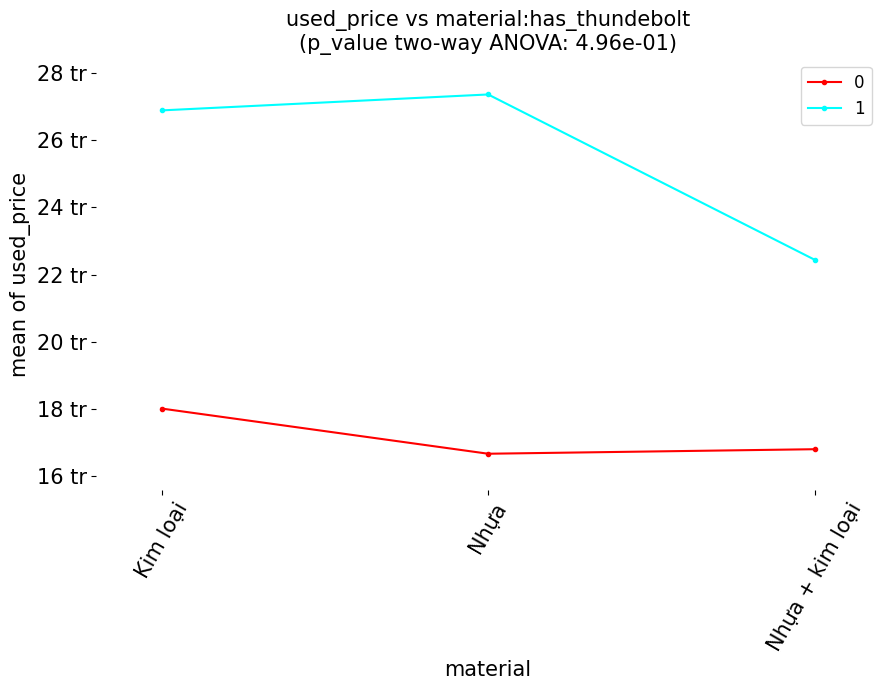 used_price vs material:has_thundebolt
(p_value two-way ANOVA: 4.96e-01)
0
1
28 tr
26 tr
24 tr
22 tr
20 tr
18 tr
16 tr
mean of used_price
Kim loại
Nhựa
Nhựa + kim loại
material